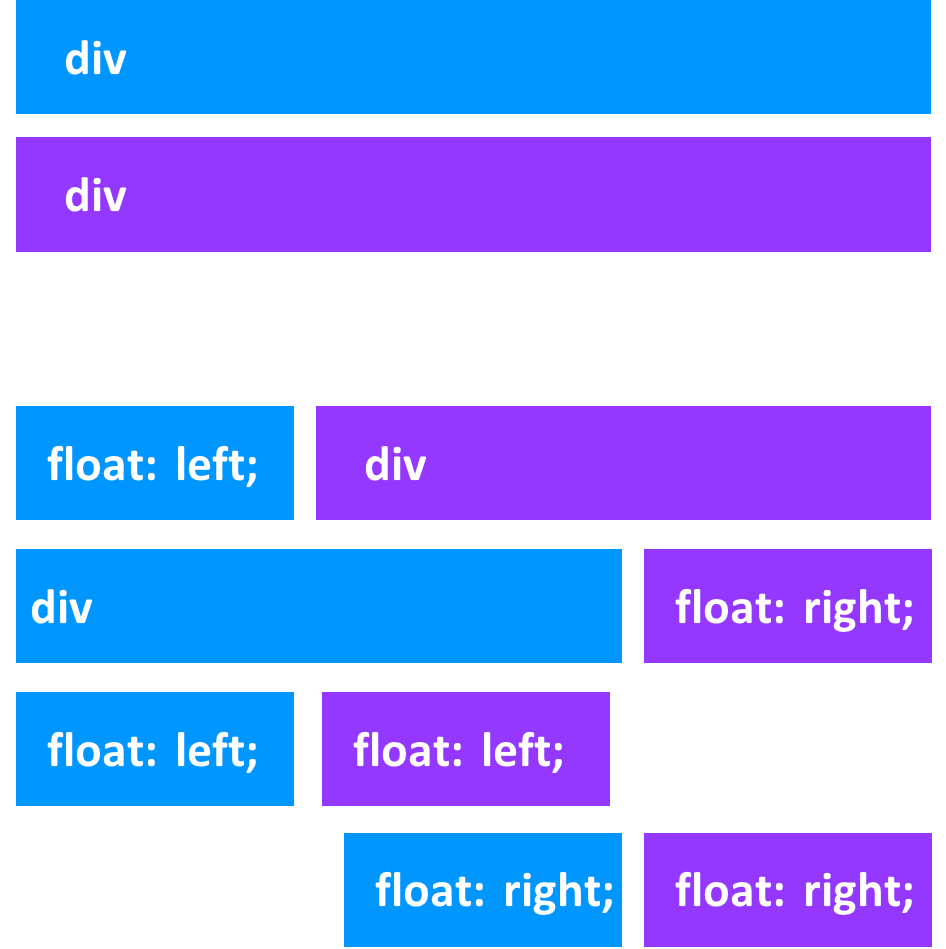 div
div
float: left; div
div float: right;
float: left; float: left;
float: right; float: right;